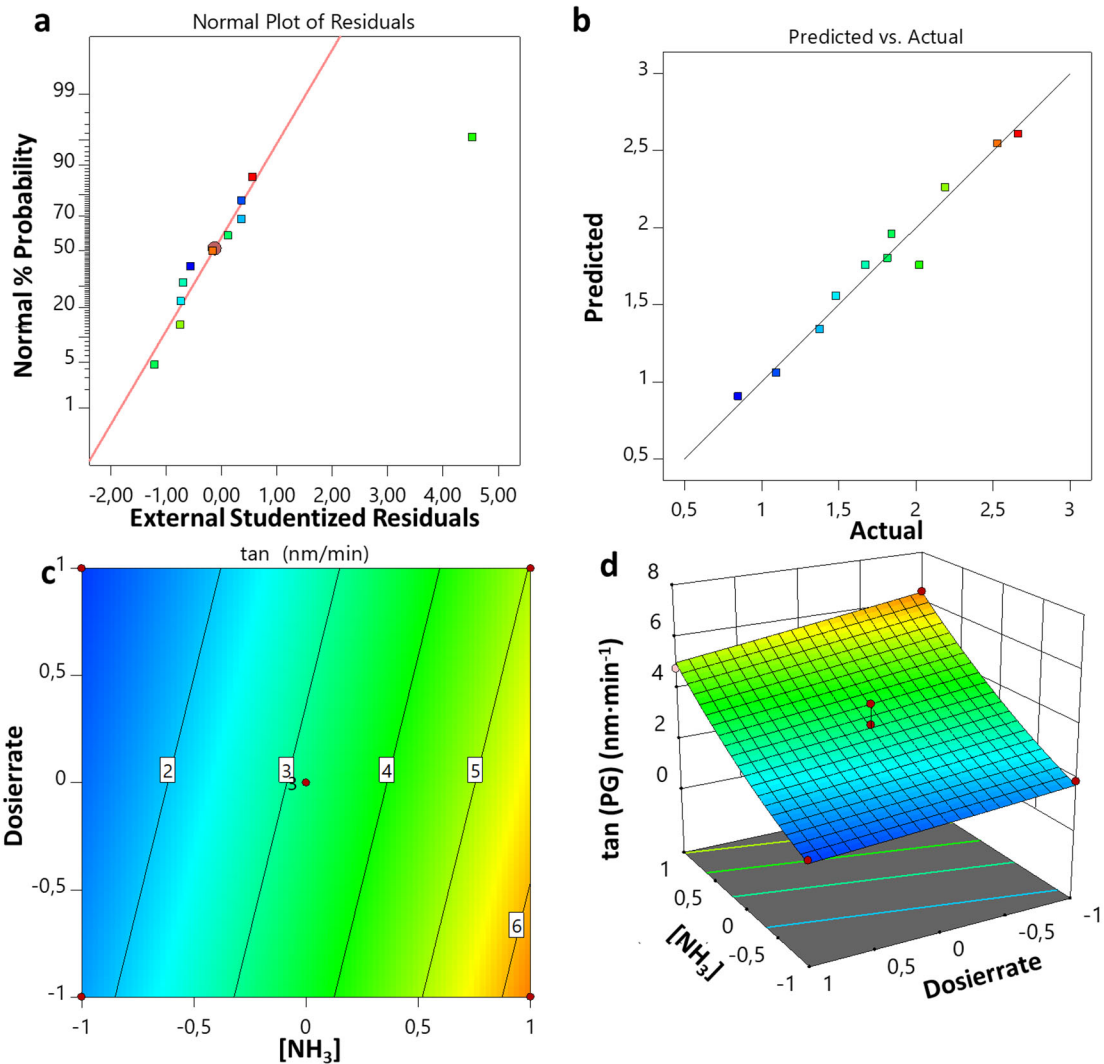 a
Normal Plot of Residuals
Normal % Probability
99
90
70
50
20
5
1
-2,00 -1,00 0,00 1,00 2,00 3,00 4,00 5,00
External Studentized Residuals
b
Predicted vs. Actual
Predicted
3
2,5
2
1,5
1
0,5
0,5 1 1,5 2 2,5 3
Actual
c
tan (nm/min)
Dosierrate
1
0,5
0
-0,5
-1
2 3 3 4 5
6
-1 -0,5 0 0,5 1
[NH₃]
d
tan (PG) (nm·min⁻¹)
8
6
4
2
0
1
0,5
0
-0,5
-1
[NH₃]
1 0,5 0 -0,5 -1
Dosierrate